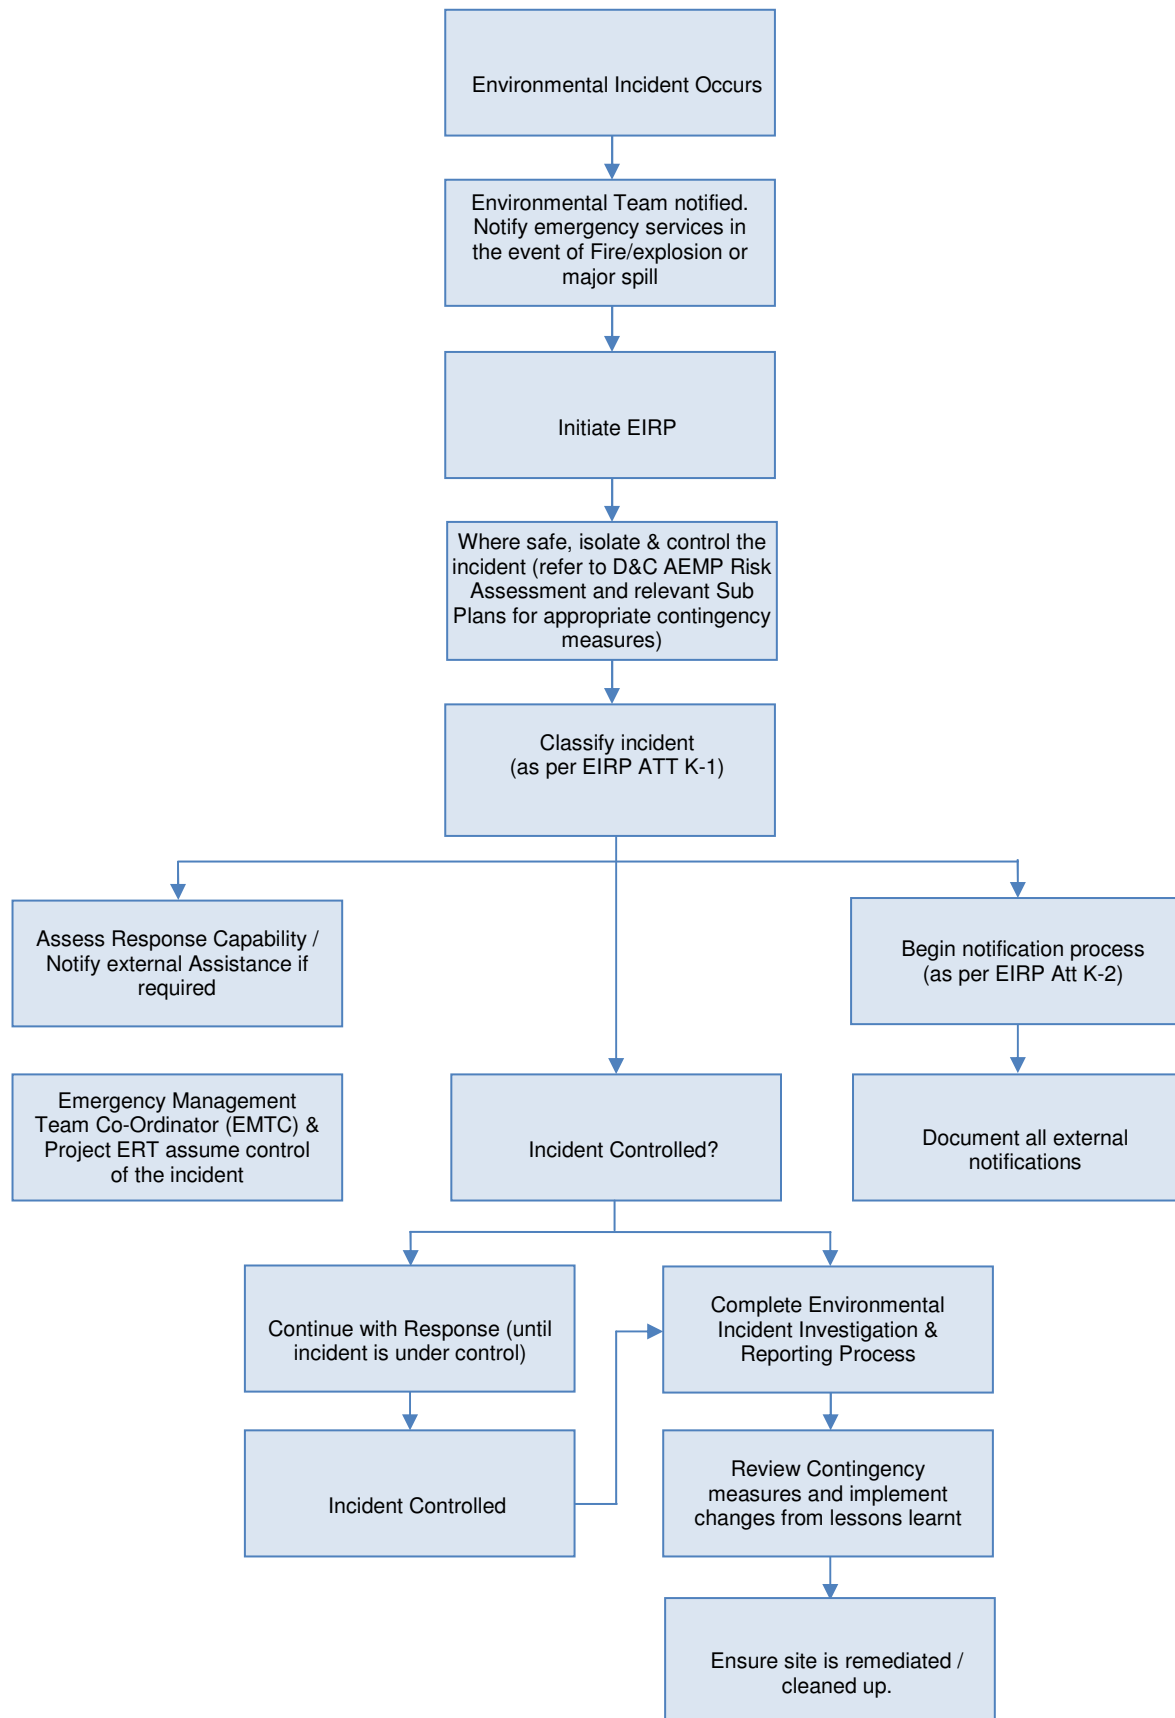 Environmental Incident Occurs
Environmental Team notified.
Notify emergency services in
the event of Fire/explosion or
major spill
Initiate EIRP
Where safe, isolate & control the
incident (refer to D&C AEMP Risk
Assessment and relevant Sub
Plans for appropriate contingency
measures)
Classify incident
(as per EIRP ATT K-1)
Assess Response Capability /
Notify external Assistance if
required
Begin notification process
(as per EIRP Att K-2)
Emergency Management
Team Co-Ordinator (EMTC) &
Project ERT assume control
of the incident
Incident Controlled?
Document all external
notifications
Continue with Response (until
incident is under control)
Complete Environmental
Incident Investigation &
Reporting Process
Incident Controlled
Review Contingency
measures and implement
changes from lessons learnt
Ensure site is remediated /
cleaned up.